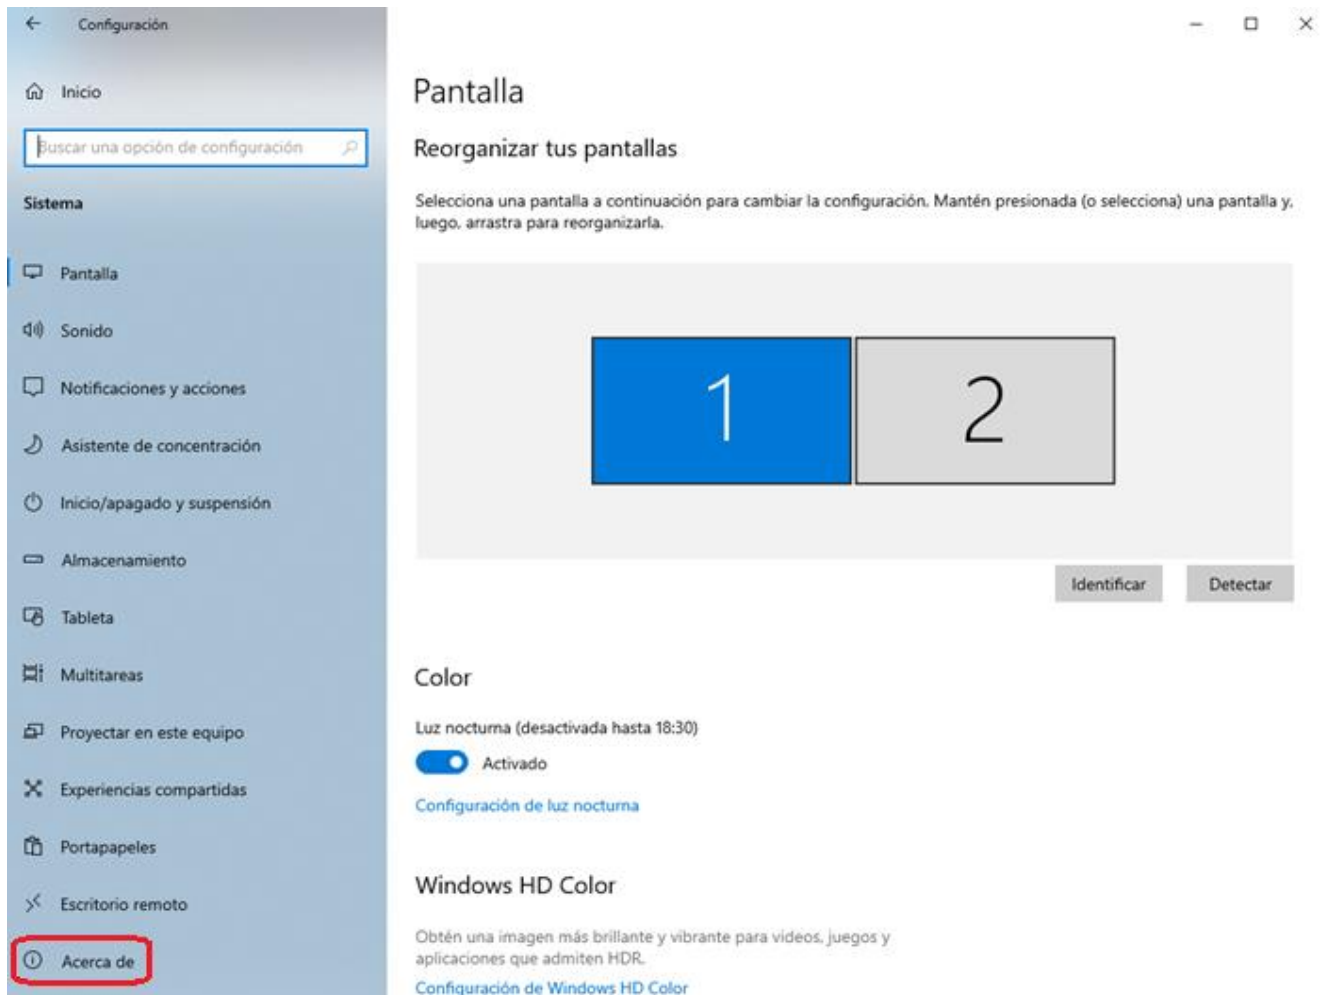 Configuración
Inicio
Buscar una opción de configuración
Sistema
Pantalla
Sonido
Notificaciones y acciones
Asistente de concentración
Inicio/apagado y suspensión
Almacenamiento
Tableta
Multitareas
Proyectar en este equipo
Experiencias compartidas
Portapapeles
Escritorio remoto
Acerca de
Pantalla
Reorganizar tus pantallas
Selecciona una pantalla a continuación para cambiar la configuración. Mantén presionada (o selecciona) una pantalla y,
luego, arrastra para reorganizarla.
1
2
Identificar
Detectar
Color
Luz nocturna (desactivada hasta 18:30)
Activado
Configuración de luz nocturna
Windows HD Color
Obtén una imagen más brillante y vibrante para videos, juegos y
aplicaciones que admiten HDR.
Configuración de Windows HD Color